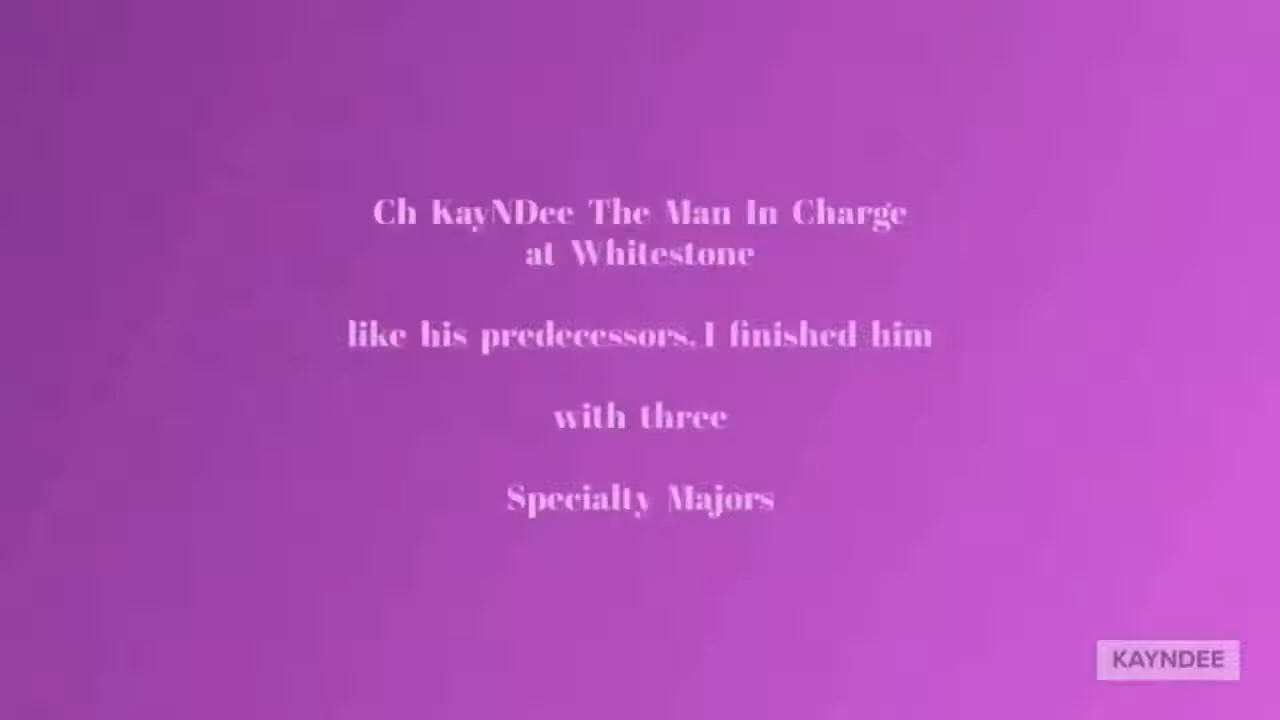 Ch KayNDee The Man In Charge
at Whitestone
like his predecessors, I finished him
with three
Specialty Majors
KAYNDEE